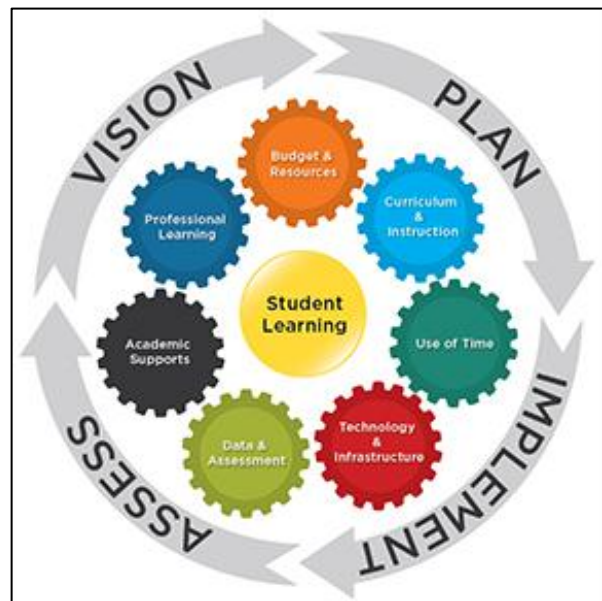 VISION
PLAN
IMPLEMENT
ASSESS
Budget &
Resources
Curriculum
&
Instruction
Use of Time
Technology
&
Infrastructure
Data &
Assessment
Academic
Supports
Professional
Learning
Student
Learning